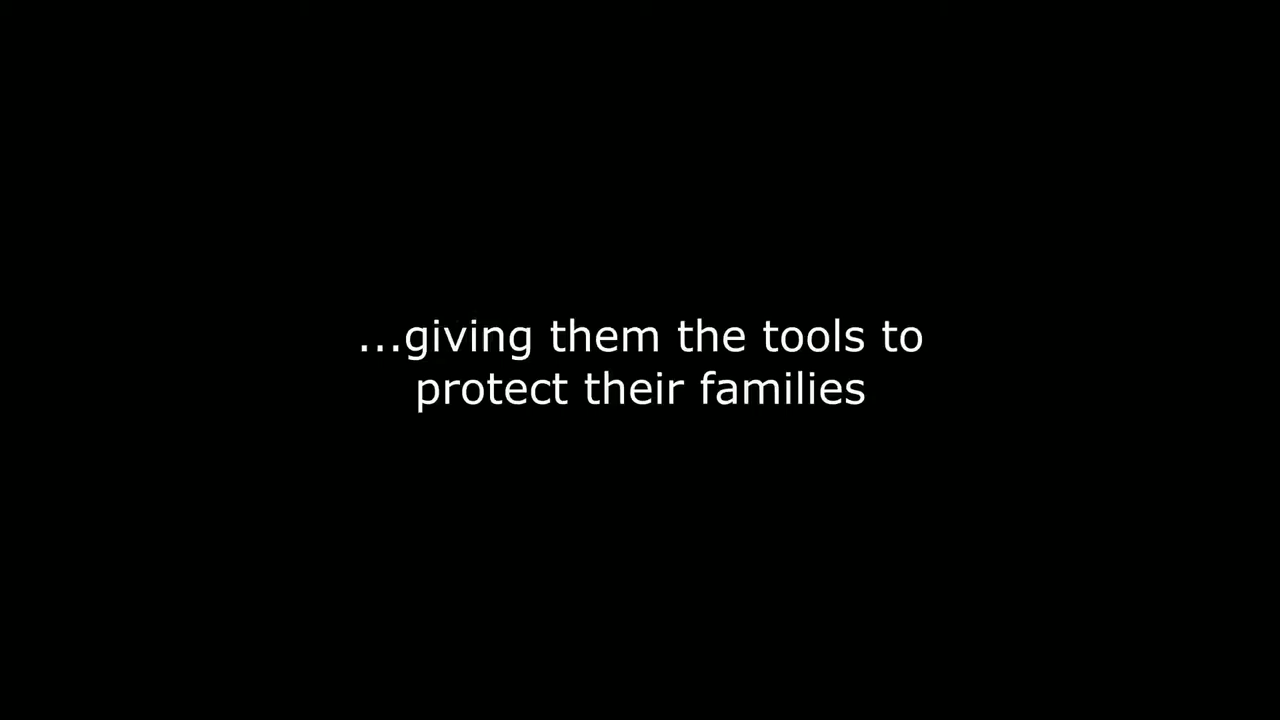 ...giving them the tools to
protect their families